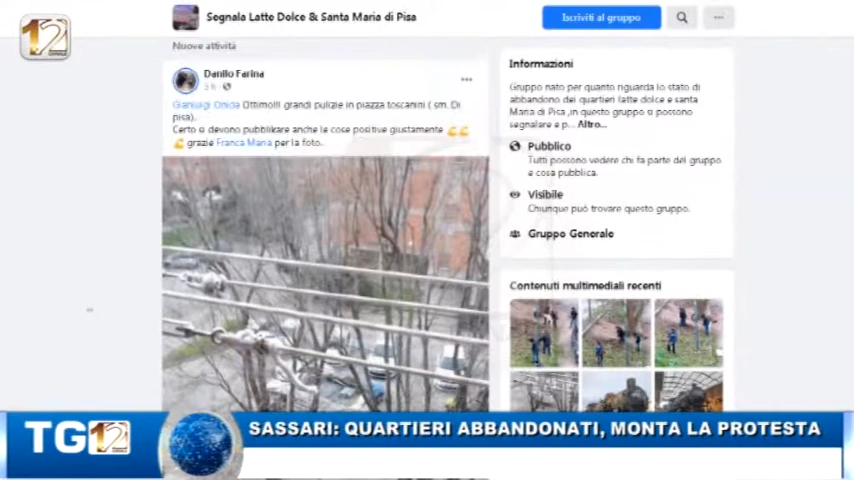 12
Segnala Latte Dolce & Santa Maria di Pisa
Iscriviti al gruppo
Nuove attività
Danilo Farina
Gianluigi Onida Ottimo!!! grandi pulizie in piazza toscanini ( sm. Di
pisa).
Certo si devono pubblikare anche le cose positive giustamente
grazie Franca Maria per la foto.
Informazioni
Gruppo nato per quanto riguarda lo stato di
abbandono dei quartieri latte dolce e santa
Maria di Pisa ,in questo gruppo si possono
segnalare e p... Altro...
Pubblico
Tutti possono vedere chi fa parte del gruppo
e cosa pubblica.
Visibile
Chiunque può trovare questo gruppo.
Gruppo Generale
Contenuti multimediali recenti
TG12
SASSARI: QUARTIERI ABBANDONATI, MONTA LA PROTESTA